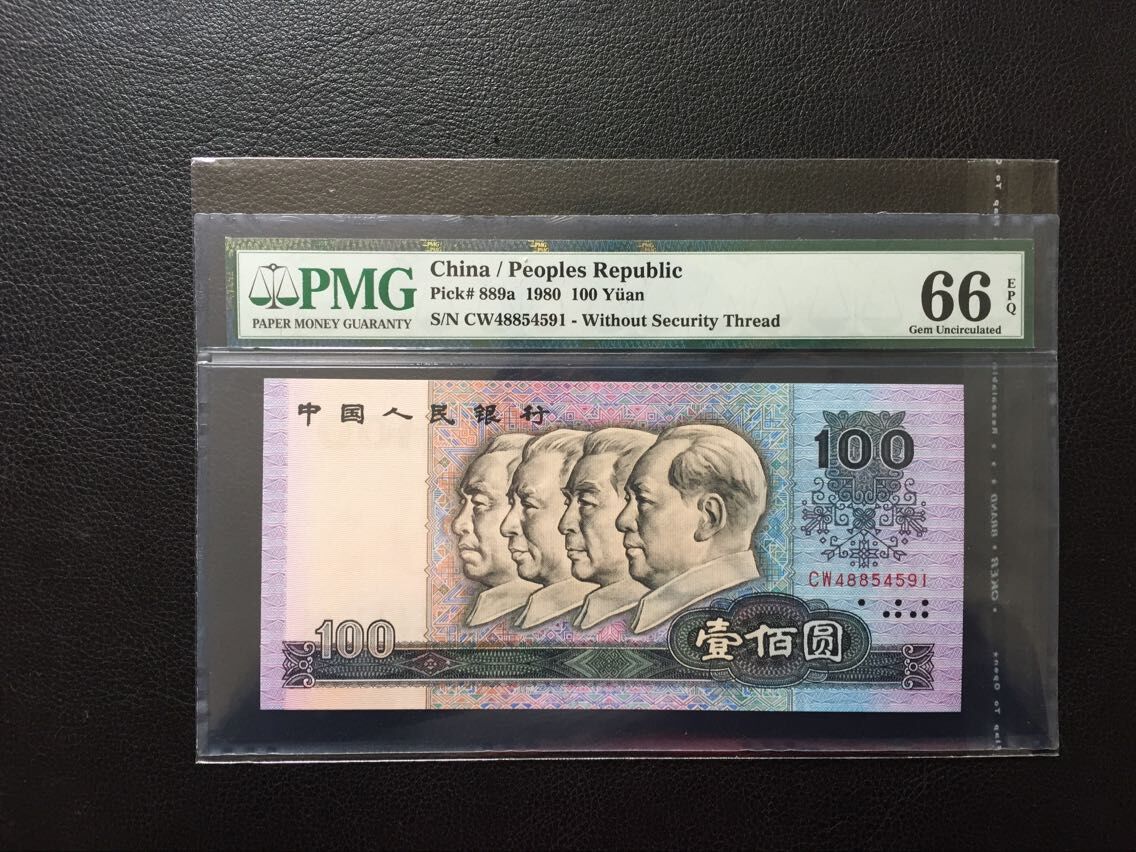 PMG
PAPER MONEY GUARANTY
China / Peoples Republic
Pick# 889a 1980 100 Yüan
S/N CW48854591 - Without Security Thread
66
EPQ
Gem Uncirculated
中国人民银行
100
CW48854591
100
壹佰圆